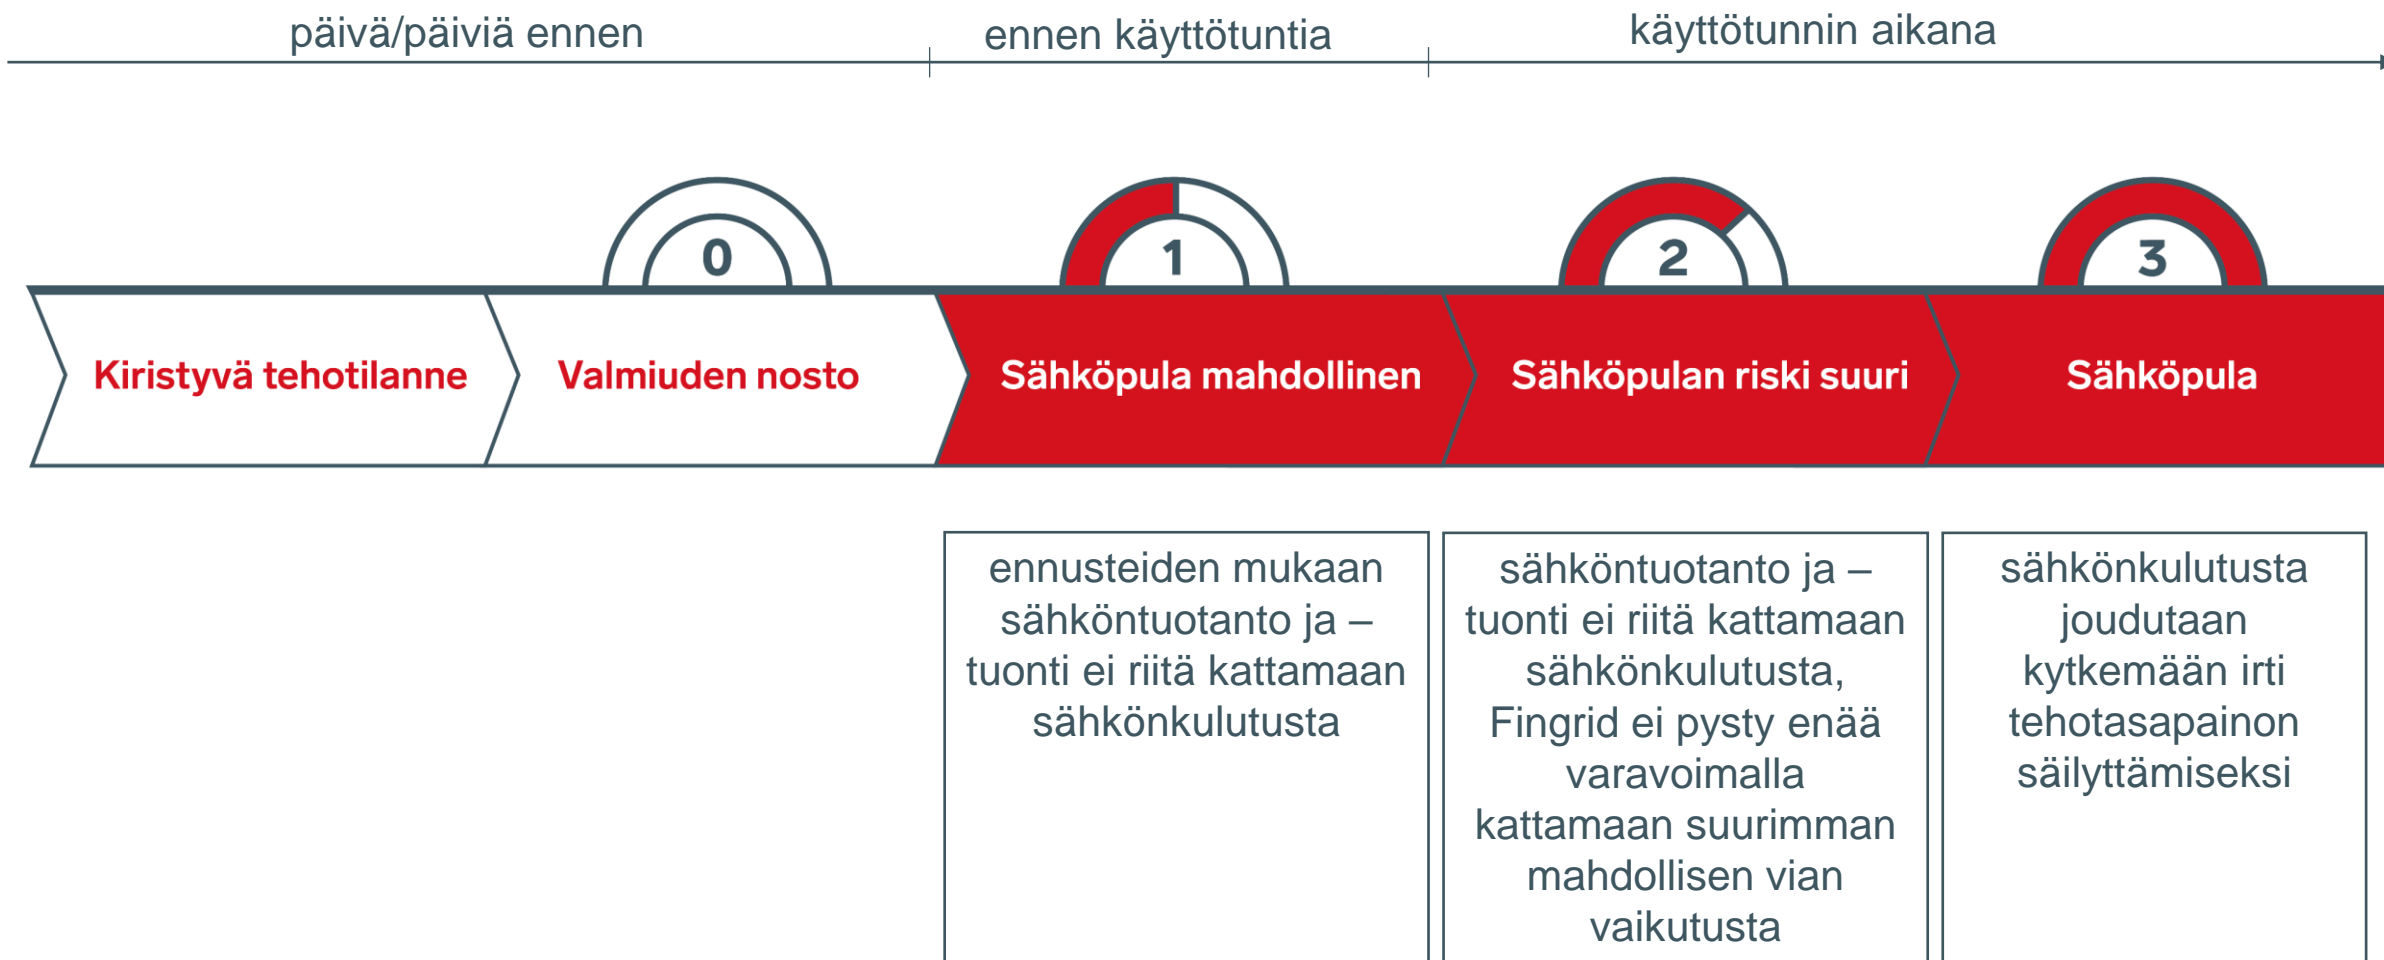 päivä/päiviä ennen
ennen käyttötuntia
käyttötunnin aikana
0
1
2
3
Kiristyvä tehotilanne
Valmiuden nosto
Sähköpula mahdollinen
Sähköpulan riski suuri
Sähköpula
ennusteiden mukaan
sähköntuotanto ja –
tuonti ei riitä kattamaan
sähkönkulutusta
sähköntuotanto ja –
tuonti ei riitä kattamaan
sähkönkulutusta,
Fingrid ei pysty enää
varavoimalla
kattamaan suurimman
mahdollisen vian
vaikutusta
sähkönkulutusta
joudutaan
kytkemään irti
tehotasapainon
säilyttämiseksi